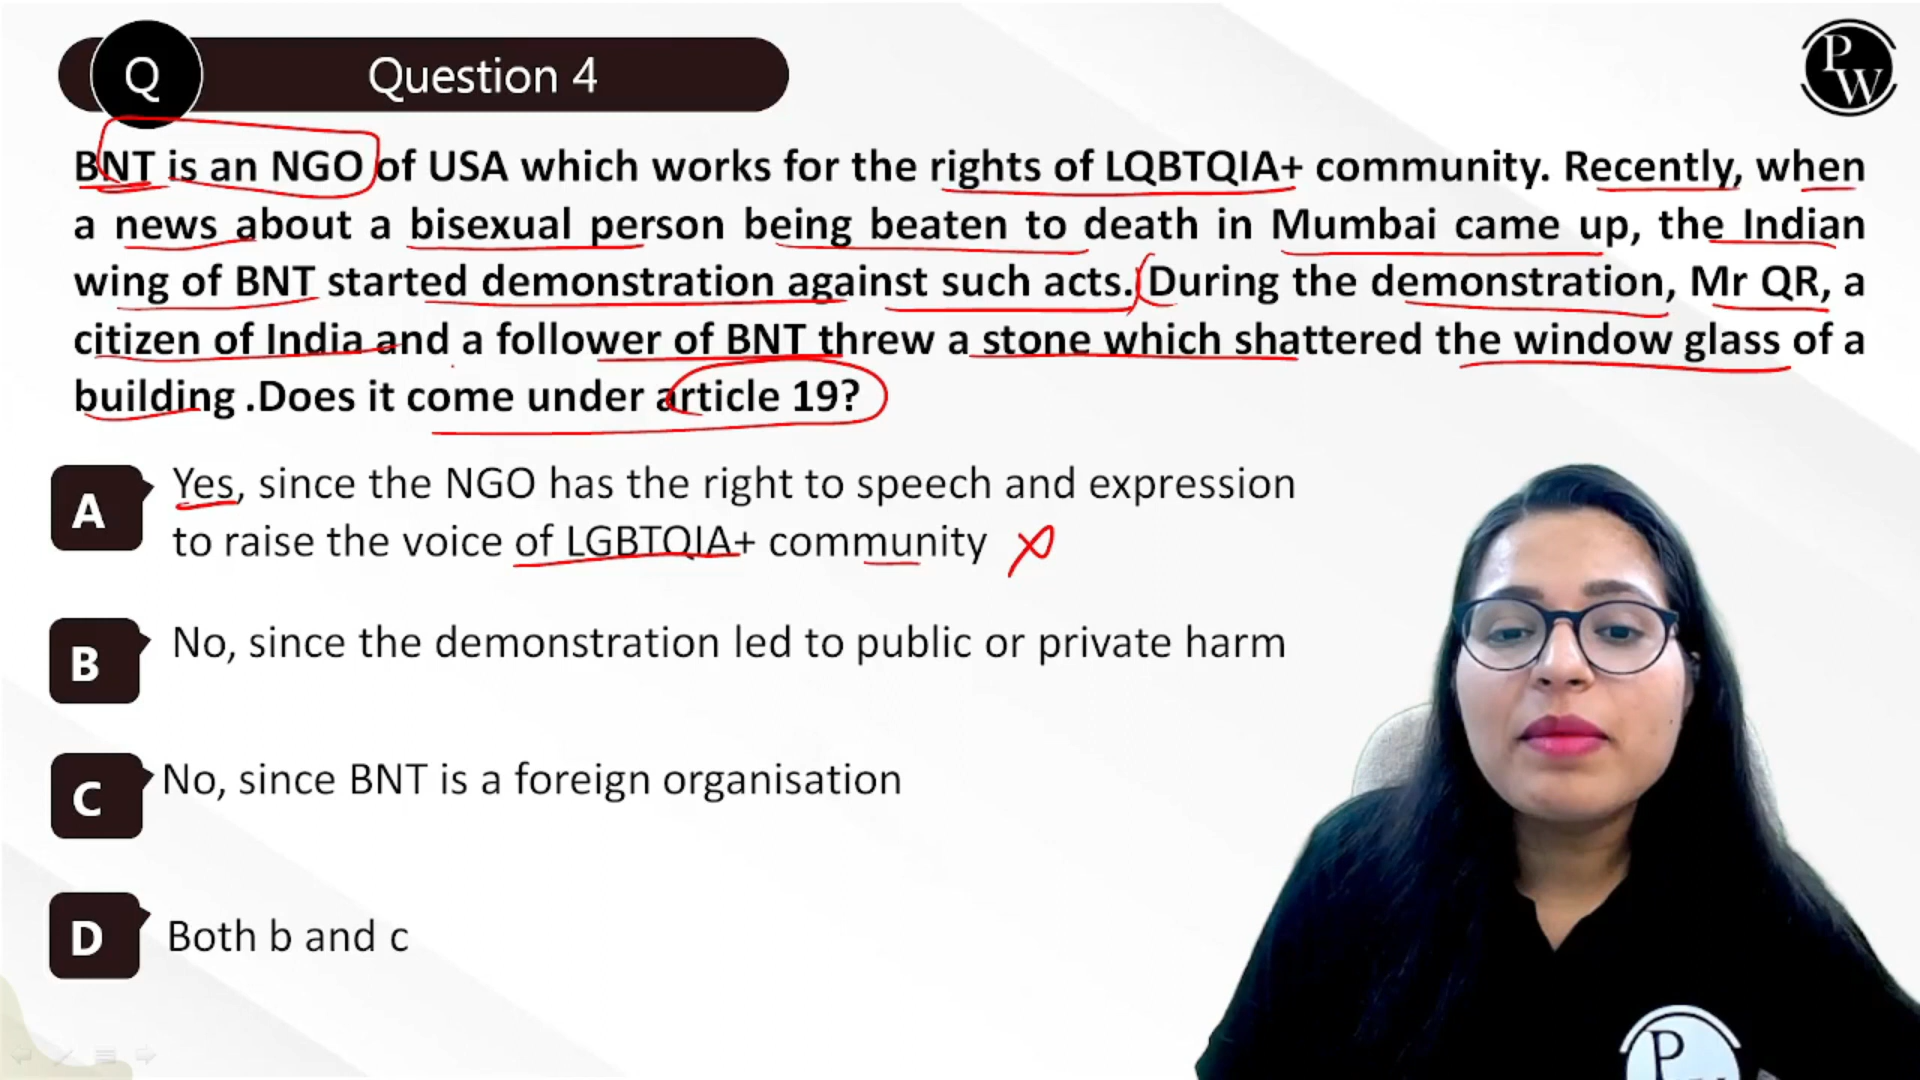 Q
Question 4
PW
BNT is an NGO of USA which works for the rights of LQBTQIA+ community. Recently, when
a news about a bisexual person being beaten to death in Mumbai came up, the Indian
wing of BNT started demonstration against such acts. During the demonstration, Mr QR, a
citizen of India and a follower of BNT threw a stone which shattered the window glass of a
building .Does it come under article 19?
A
Yes, since the NGO has the right to speech and expression
to raise the voice of LGBTQIA+ community
B
No, since the demonstration led to public or private harm
C
No, since BNT is a foreign organisation
D
Both b and c
P